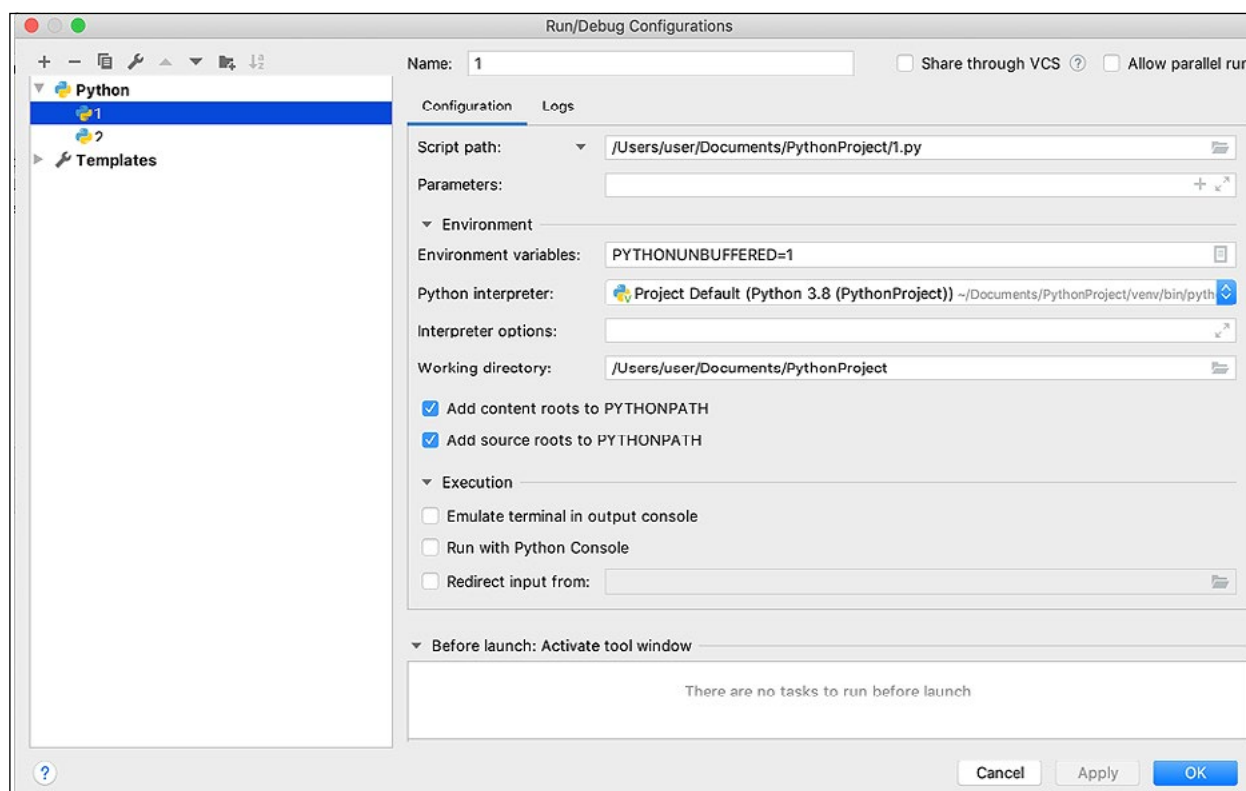 Run/Debug Configurations
Name: 1
Share through VCS ?
Allow parallel run
Python
1
2
Templates
Configuration Logs
Script path: /Users/user/Documents/PythonProject/1.py
Parameters:
Environment
Environment variables: PYTHONUNBUFFERED=1
Python interpreter: Project Default (Python 3.8 (PythonProject)) ~/Documents/PythonProject/venv/bin/pyth
Interpreter options:
Working directory: /Users/user/Documents/PythonProject
Add content roots to PYTHONPATH
Add source roots to PYTHONPATH
Execution
Emulate terminal in output console
Run with Python Console
Redirect input from:
Before launch: Activate tool window
There are no tasks to run before launch
? Cancel Apply OK